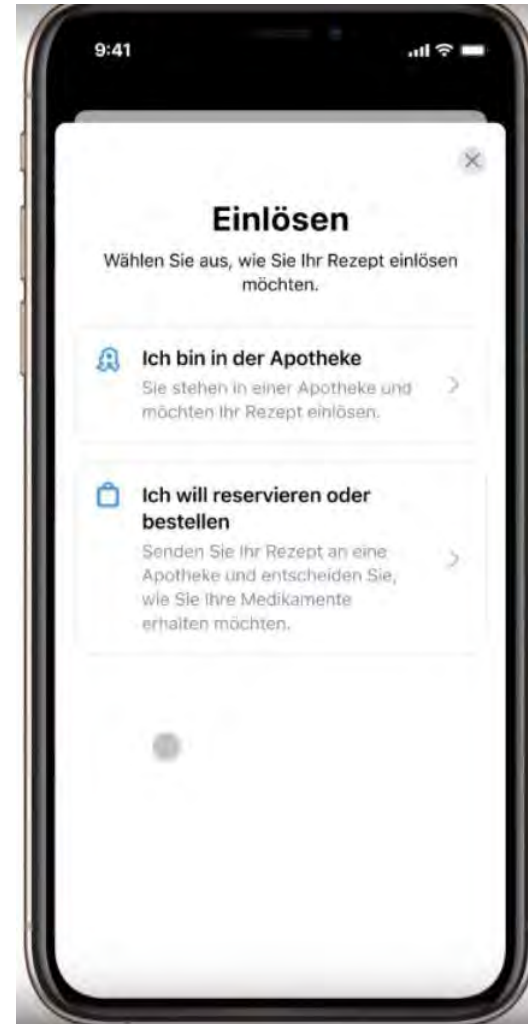 9:41
Einlösen
Wählen Sie aus, wie Sie Ihr Rezept einlösen
möchten.
Ich bin in der Apotheke
Sie stehen in einer Apotheke und
möchten Ihr Rezept einlösen.
Ich will reservieren oder
bestellen
Senden Sie Ihr Rezept an eine
Apotheke und entscheiden Sie,
wie Sie Ihre Medikamente
erhalten möchten.